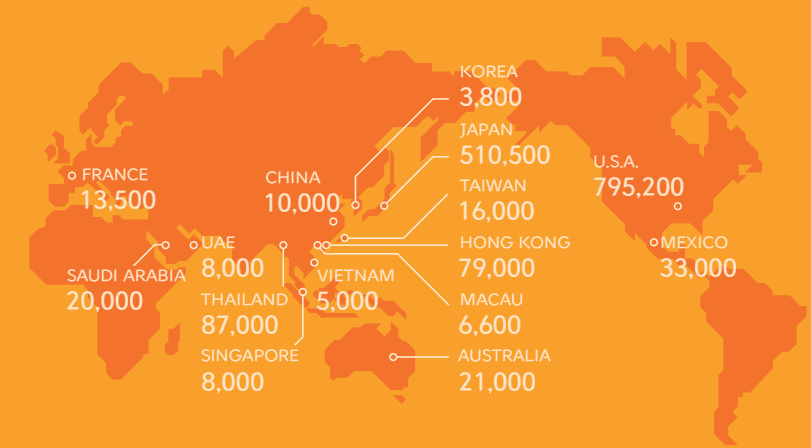 KOREA
3,800
JAPAN
510,500
U.S.A.
795,200
FRANCE
13,500
CHINA
10,000
TAIWAN
16,000
UAE
8,000
HONG KONG
79,000
MEXICO
33,000
SAUDI ARABIA
20,000
VIETNAM
5,000
THAILAND
87,000
MACAU
6,600
SINGAPORE
8,000
AUSTRALIA
21,000